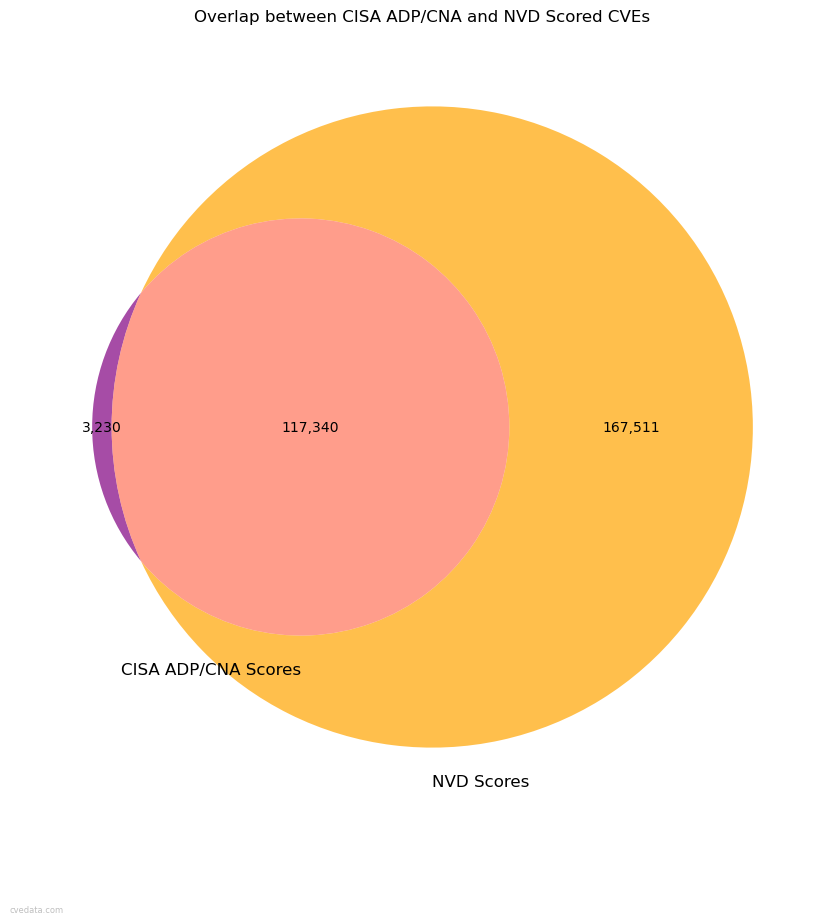 Overlap between CISA ADP/CNA and NVD Scored CVEs
3,230
117,340
167,511
CISA ADP/CNA Scores
NVD Scores
cvedata.com